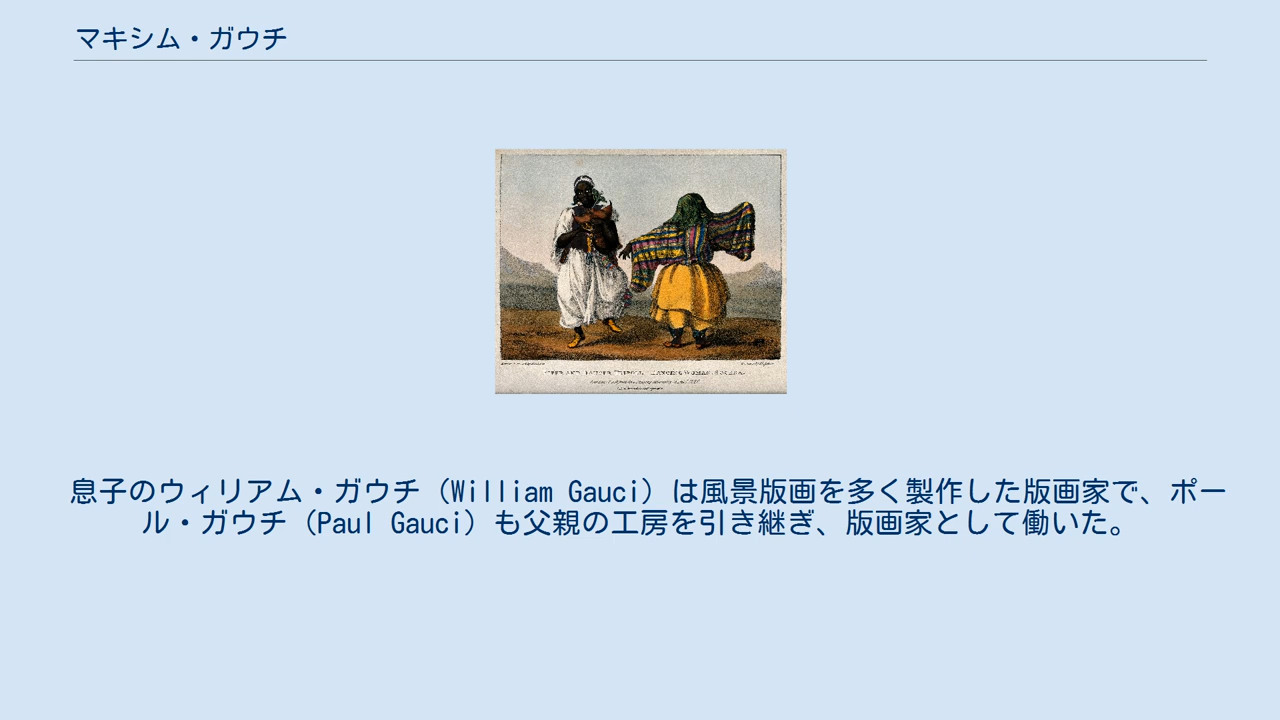 マキシム・ガウチ
息子のウィリアム・ガウチ（William Gauci）は風景版画を多く製作した版画家で、ポー
ル・ガウチ（Paul Gauci）も父親の工房を引き継ぎ、版画家として働いた。